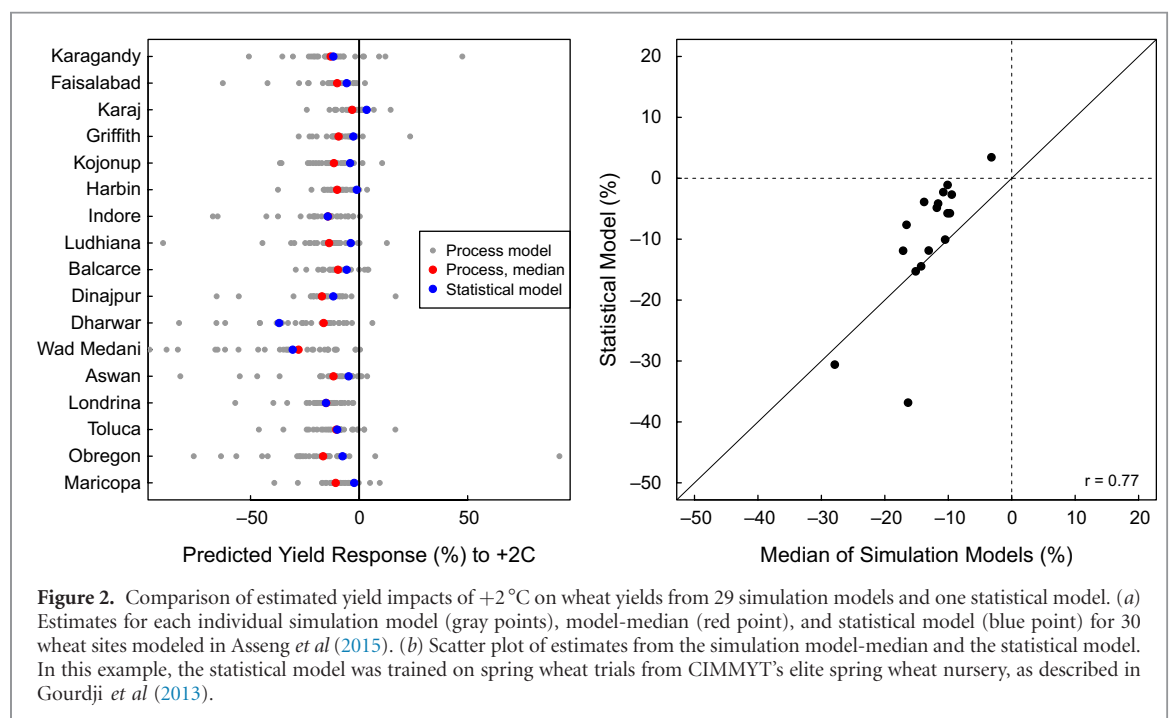 Karagandy
Faisalabad
Karaj
Griffith
Kojonup
Harbin
Indore
Ludhiana
Balcarce
Dinajpur
Dharwar
Wad Medani
Aswan
Londrina
Toluca
Obregon
Maricopa
Process model
Process, median
Statistical model
−50 0 50
Predicted Yield Response (%) to +2C
Statistical Model (%)
20
10
0
−10
−20
−30
−40
−50
r = 0.77
−50 −40 −30 −20 −10 0 10 20
Median of Simulation Models (%)
Figure 2. Comparison of estimated yield impacts of +2 °C on wheat yields from 29 simulation models and one statistical model. (a)
Estimates for each individual simulation model (gray points), model-median (red point), and statistical model (blue point) for 30
wheat sites modeled in Asseng et al (2015). (b) Scatter plot of estimates from the simulation model-median and the statistical model.
In this example, the statistical model was trained on spring wheat trials from CIMMYT's elite spring wheat nursery, as described in
Gourdji et al (2013).